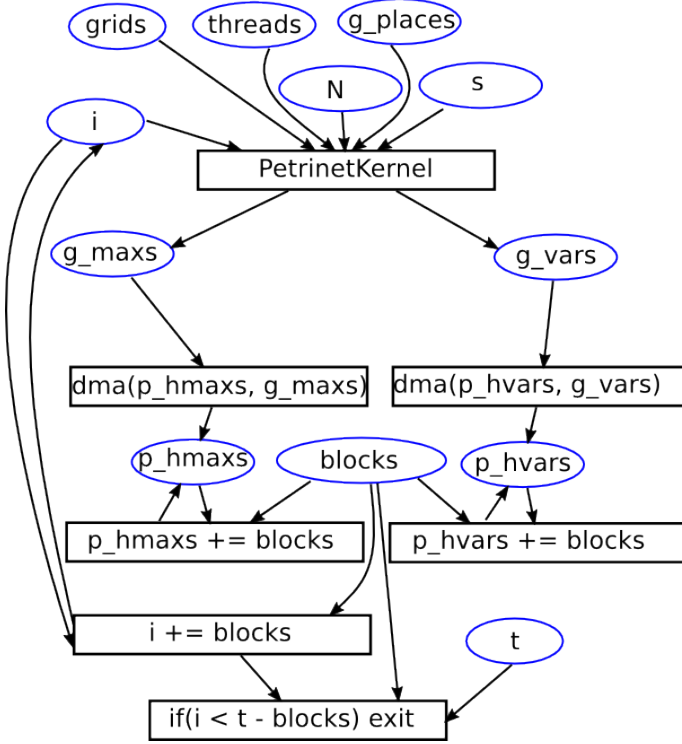 grids
threads
g_places
N
s
i
PetrinetKernel
g_maxs
g_vars
dma(p_hmaxs, g_maxs)
dma(p_hvars, g_vars)
p_hmaxs
blocks
p_hvars
p_hmaxs += blocks
p_hvars += blocks
i += blocks
t
if(i < t - blocks) exit